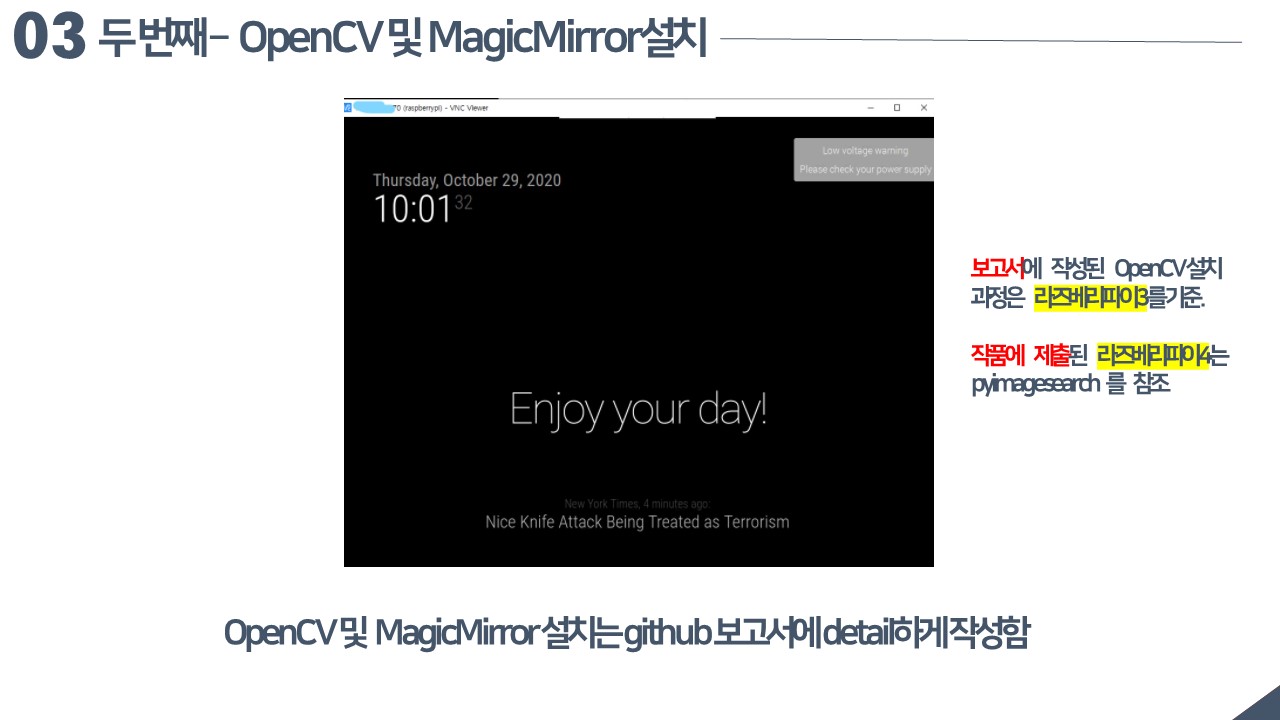 03 두번째– OpenCV 및 MagicMirror설치
70 (raspberrypi) - VNC Viewer
Low voltage warning
Please check your power supply
Thursday, October 29, 2020
10:01 32
Enjoy your day!
New York Times, 4 minutes ago:
Nice Knife Attack Being Treated as Terrorism
보고서에 작성된 OpenCV설치
과정은 라즈베리파이3를기준.
작품에 제출된 라즈베리파이4는
pyimagesearch 를 참조
OpenCV 및 MagicMirror 설치는 github 보고서에 detail하게 작성함